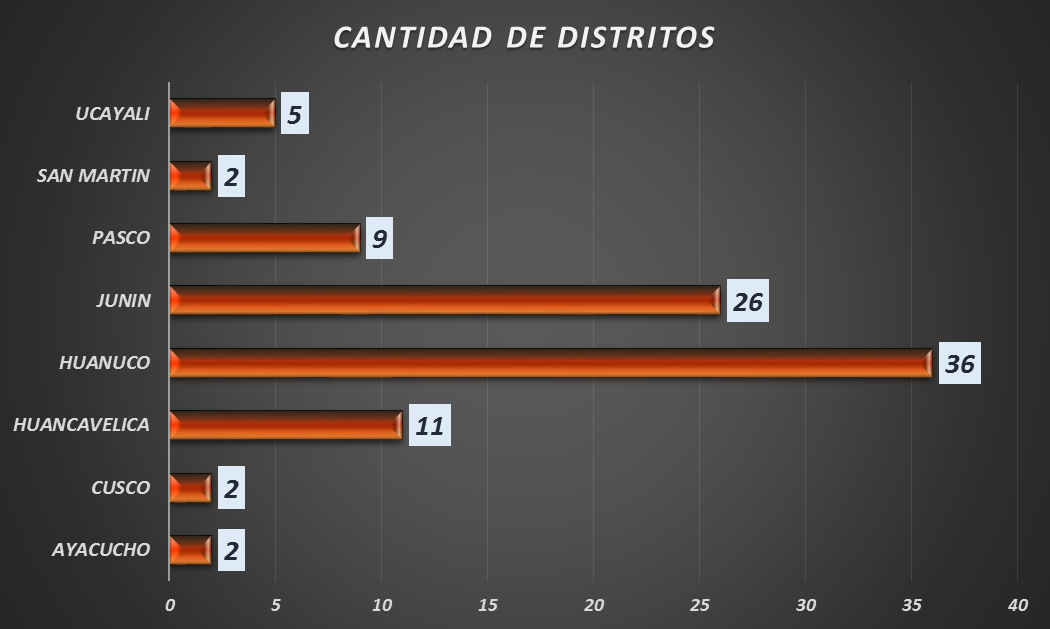 CANTIDAD DE DISTRITOS
UCAYALI 5
SAN MARTIN 2
PASCO 9
JUNIN 26
HUANUCO 36
HUANCAVELICA 11
CUSCO 2
AYACUCHO 2
0 5 10 15 20 25 30 35 40